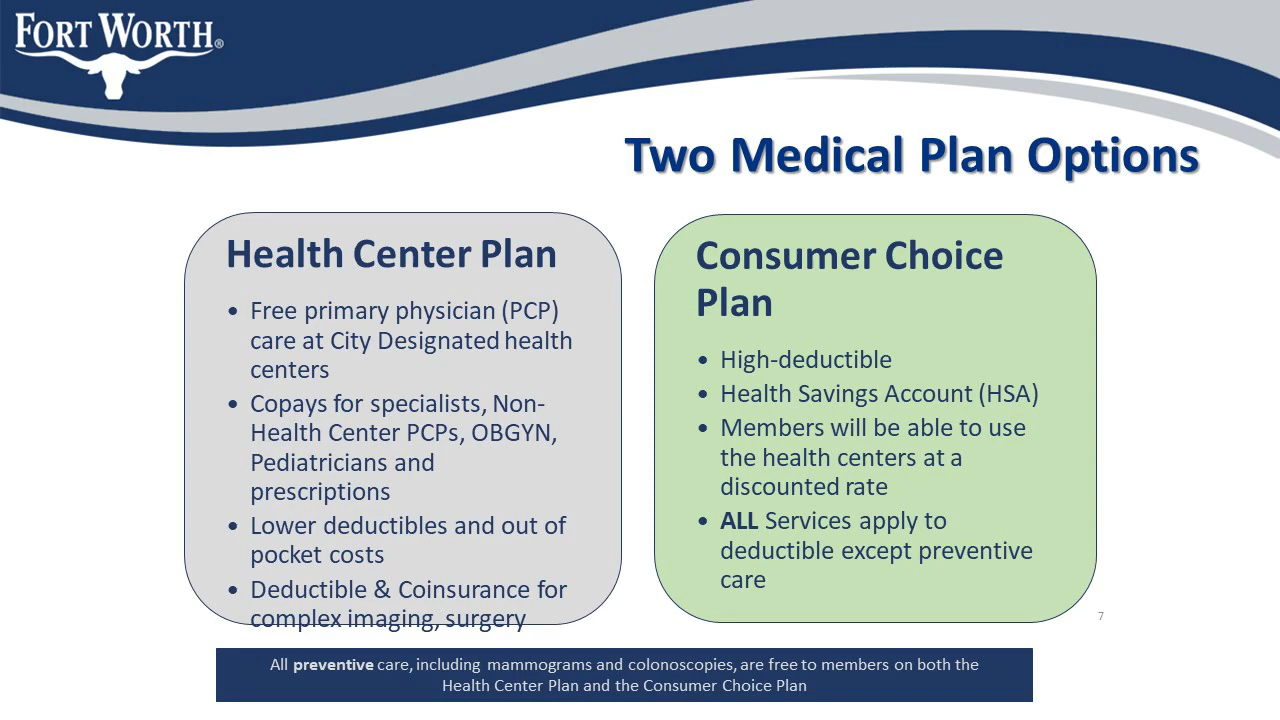 FORT WORTH®
Two Medical Plan Options
Health Center Plan
• Free primary physician (PCP)
care at City Designated health
centers
• Copays for specialists, Non-
Health Center PCPs, OBGYN,
Pediatricians and
prescriptions
• Lower deductibles and out of
pocket costs
• Deductible & Coinsurance for
complex imaging, surgery
Consumer Choice
Plan
• High-deductible
• Health Savings Account (HSA)
• Members will be able to use
the health centers at a
discounted rate
• ALL Services apply to
deductible except preventive
care
7
All preventive care, including mammograms and colonoscopies, are free to members on both the
Health Center Plan and the Consumer Choice Plan